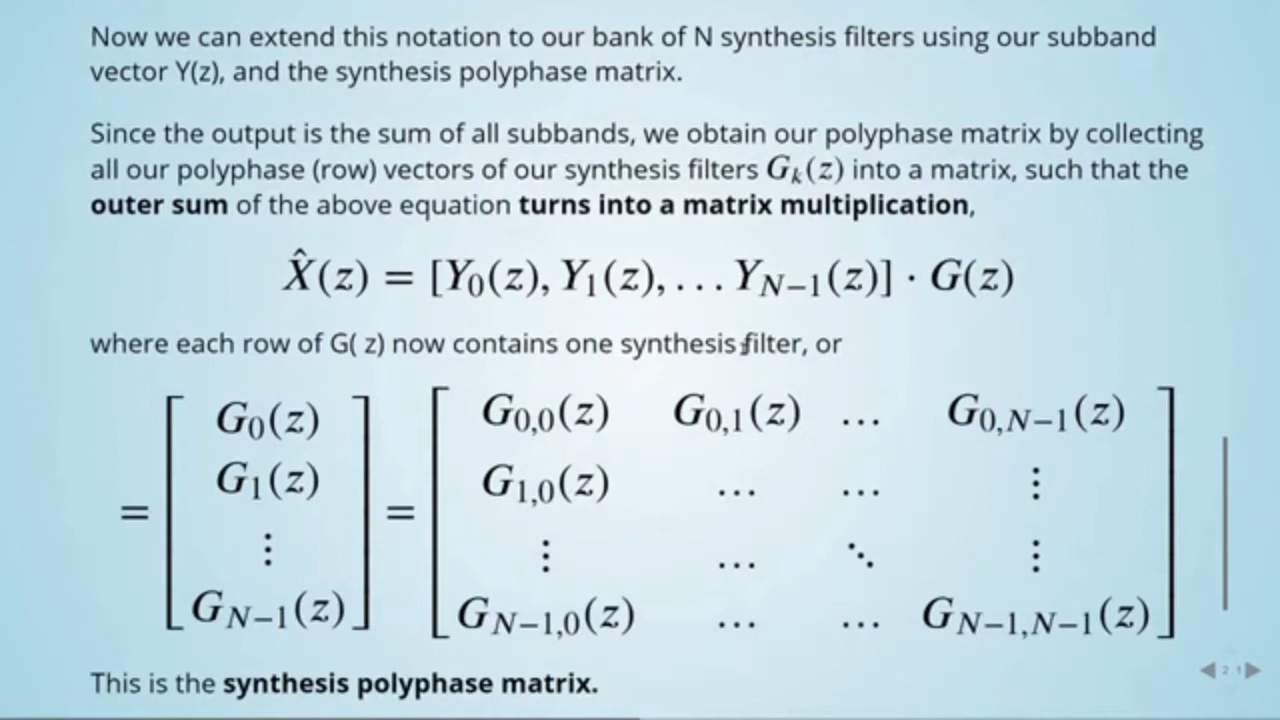 Now we can extend this notation to our bank of N synthesis filters using our subband
vector Y(z), and the synthesis polyphase matrix.
Since the output is the sum of all subbands, we obtain our polyphase matrix by collecting
all our polyphase (row) vectors of our synthesis filters G_k(z) into a matrix, such that the
outer sum of the above equation turns into a matrix multiplication,
X̂(z) = [Y_0(z), Y_1(z), … Y_{N−1}(z)] · G(z)
where each row of G( z) now contains one synthesis filter, or
= [ G_0(z) G_1(z) ⋮ G_{N−1}(z) ] = [ G_{0,0}(z) G_{0,1}(z) … G_{0,N−1}(z)
G_{1,0}(z) … … ⋮
⋮ … ⋱ ⋮
G_{N−1,0}(z) … … G_{N−1,N−1}(z) ]
This is the synthesis polyphase matrix.